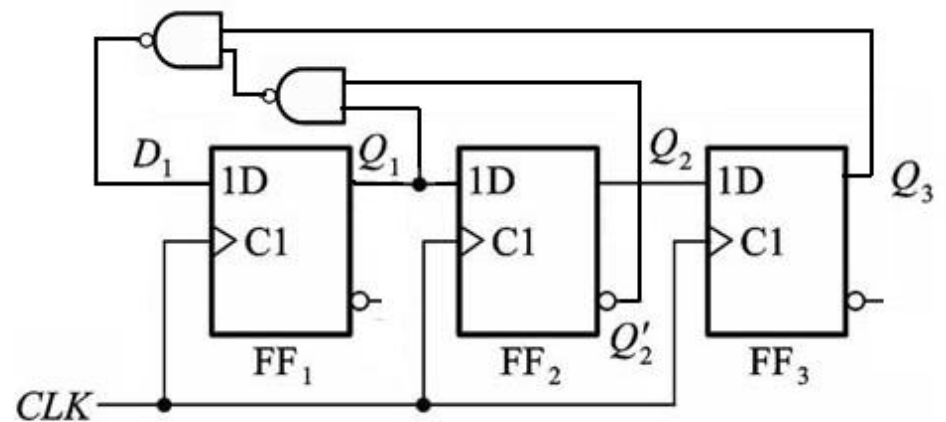 D₁ Q₁ Q₂ Q₃
1D 1D 1D
C1 C1 C1
Q₂′
FF₁ FF₂ FF₃
CLK